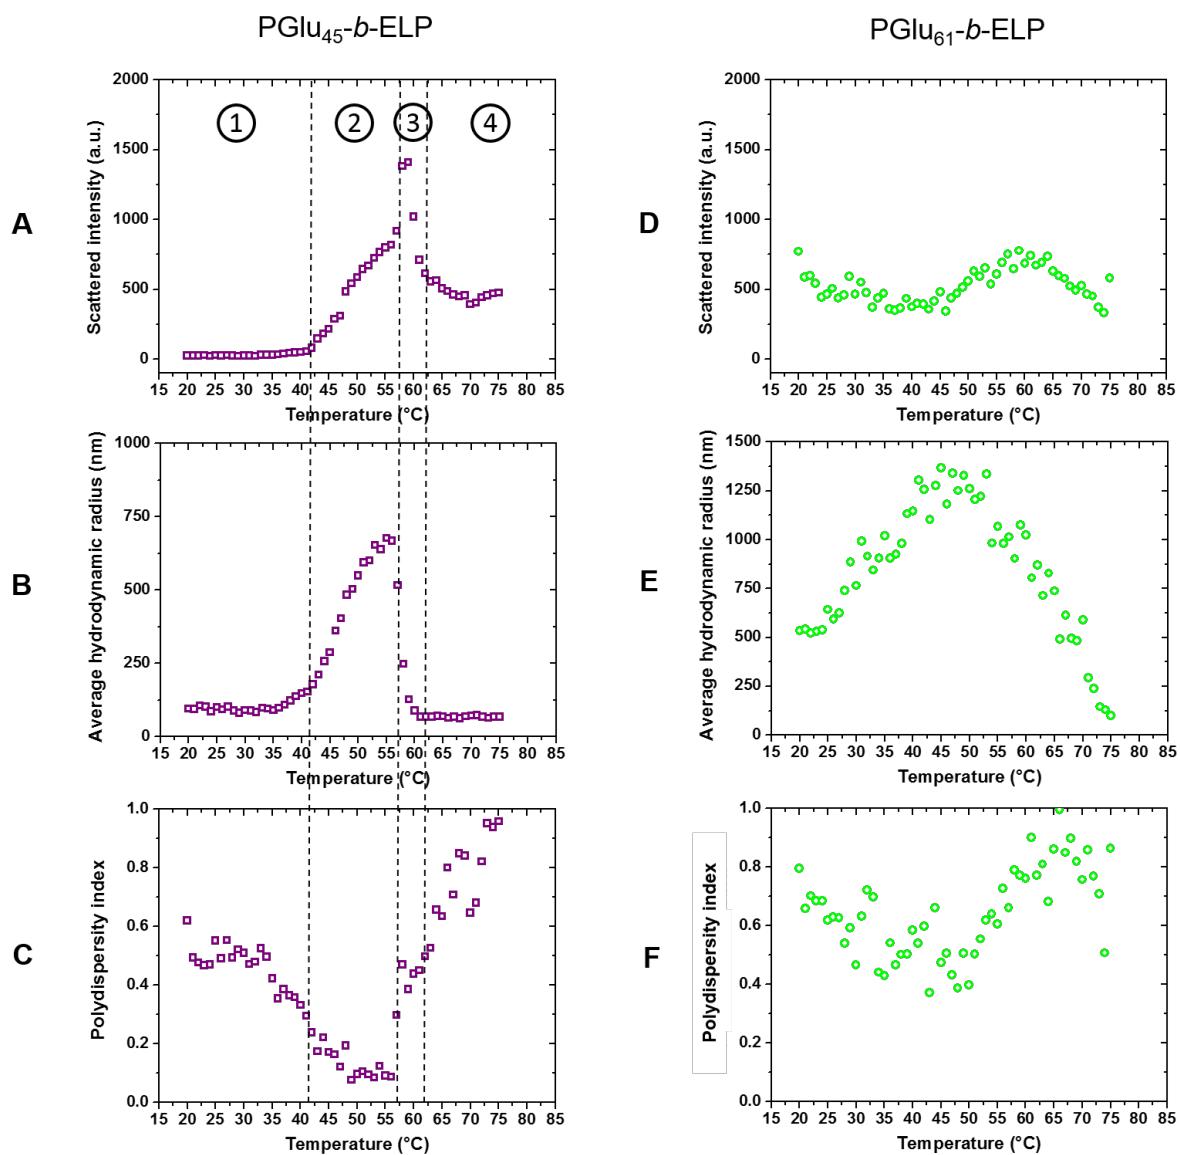 PGlu45-b-ELP
PGlu61-b-ELP
A
Scattered intensity (a.u.)
2000
1500
1000
500
0
1
2
3
4
15 20 25 30 35 40 45 50 55 60 65 70 75 80 85
Temperature (°C)
D
Scattered intensity (a.u.)
2000
1500
1000
500
0
15 20 25 30 35 40 45 50 55 60 65 70 75 80 85
Temperature (°C)
B
Average hydrodynamic radius (nm)
1000
750
500
250
0
15 20 25 30 35 40 45 50 55 60 65 70 75 80 85
Temperature (°C)
E
Average hydrodynamic radius (nm)
1500
1250
1000
750
500
250
0
15 20 25 30 35 40 45 50 55 60 65 70 75 80 85
Temperature (°C)
C
Polydispersity index
1.0
0.8
0.6
0.4
0.2
0.0
15 20 25 30 35 40 45 50 55 60 65 70 75 80 85
Temperature (°C)
F
Polydispersity index
1.0
0.8
0.6
0.4
0.2
0.0
15 20 25 30 35 40 45 50 55 60 65 70 75 80 85
Temperature (°C)